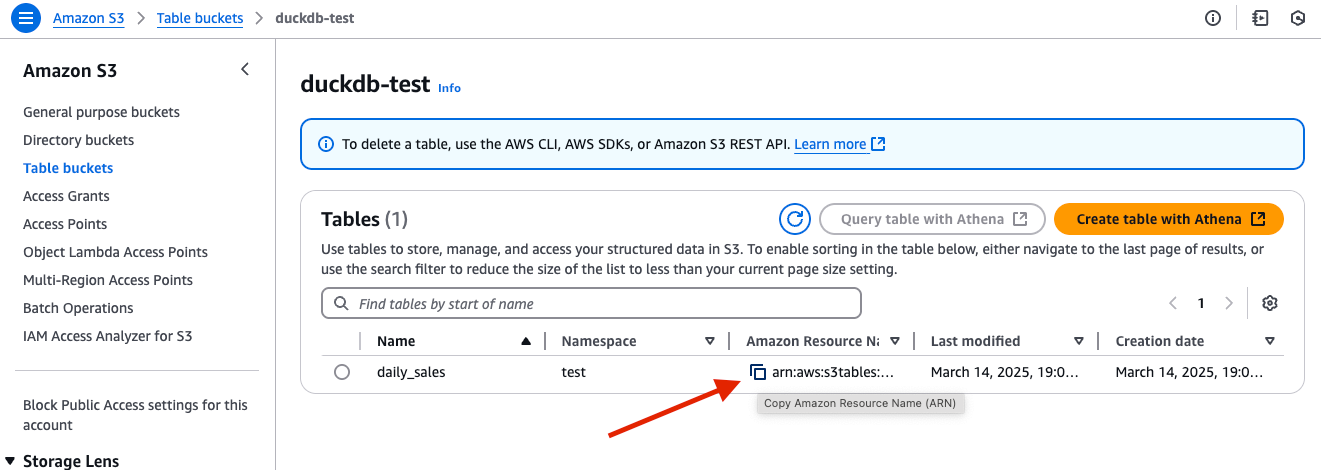 Amazon S3 > Table buckets > duckdb-test
Amazon S3
General purpose buckets
Directory buckets
Table buckets
Access Grants
Access Points
Object Lambda Access Points
Multi-Region Access Points
Batch Operations
IAM Access Analyzer for S3
Block Public Access settings for this
account
Storage Lens
duckdb-test Info
To delete a table, use the AWS CLI, AWS SDKs, or Amazon S3 REST API. Learn more
Tables (1)
Query table with Athena
Create table with Athena
Use tables to store, manage, and access your structured data in S3. To enable sorting in the table below, either navigate to the last page of results, or
use the search filter to reduce the size of the list to less than your current page size setting.
Find tables by start of name
1
Name Namespace Amazon Resource Na Last modified Creation date
daily_sales test arn:aws:s3tables:... March 14, 2025, 19:0... March 14, 2025, 19:0...
Copy Amazon Resource Name (ARN)